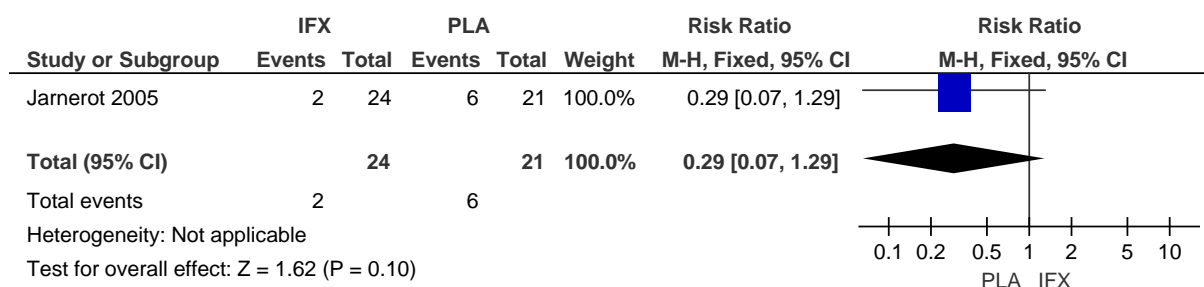 IFX PLA Risk Ratio Risk Ratio
Study or Subgroup Events Total Events Total Weight M-H, Fixed, 95% CI M-H, Fixed, 95% CI
Jarnerot 2005 2 24 6 21 100.0% 0.29 [0.07, 1.29]
Total (95% CI) 24 21 100.0% 0.29 [0.07, 1.29]
Total events 2 6
Heterogeneity: Not applicable
Test for overall effect: Z = 1.62 (P = 0.10)
0.1 0.2 0.5 1 2 5 10
PLA IFX